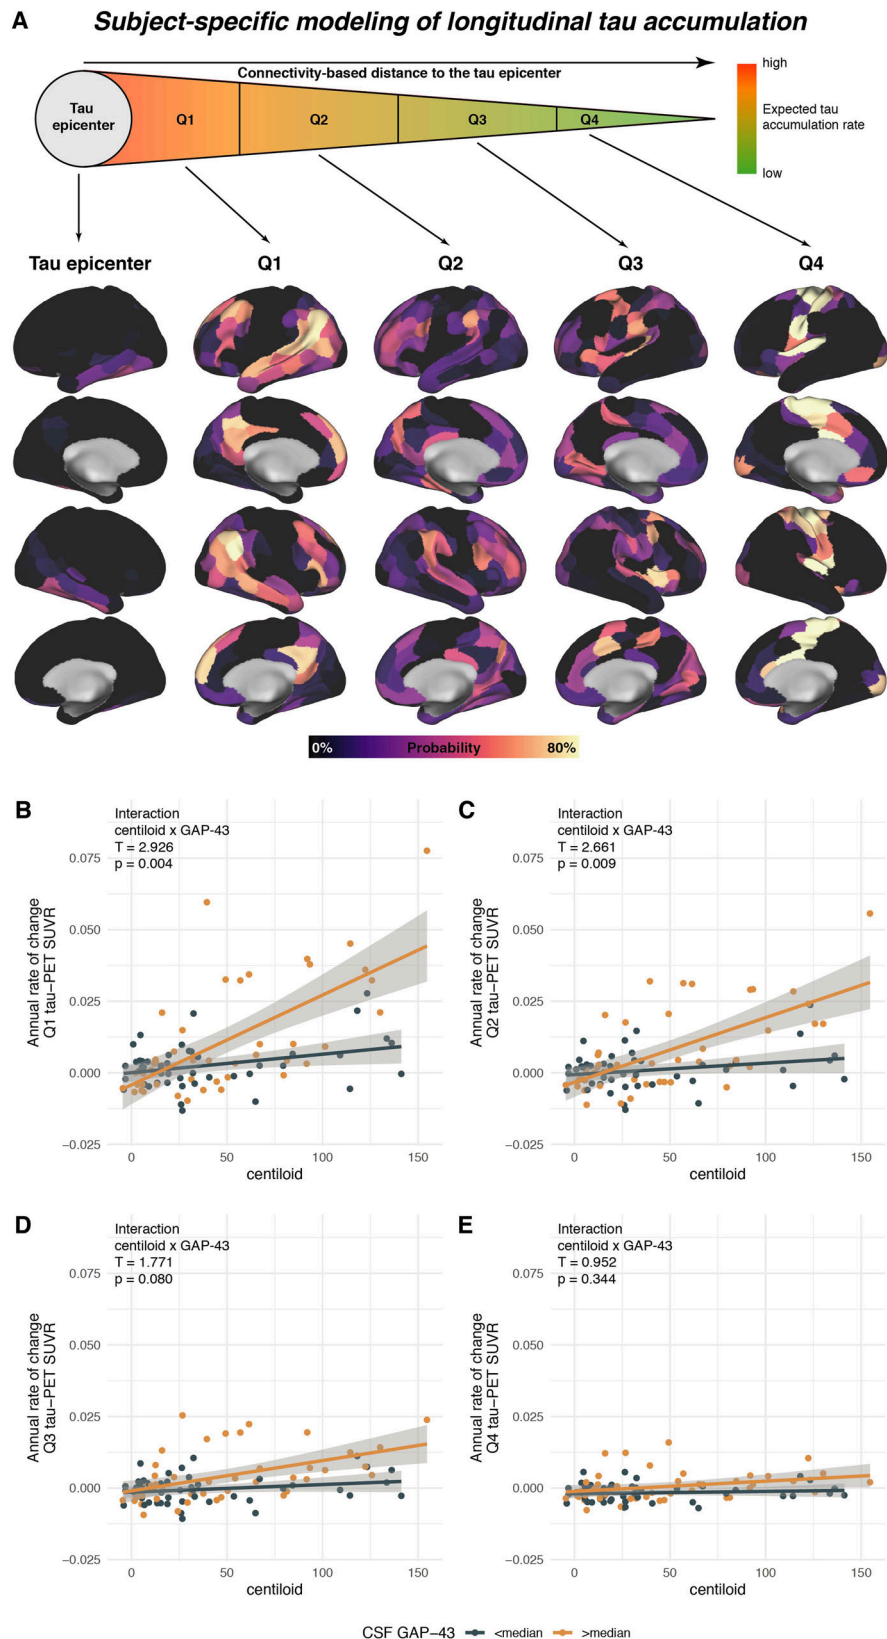 A
Subject-specific modeling of longitudinal tau accumulation
Connectivity-based distance to the tau epicenter
Tau
epicenter
Q1
Q2
Q3
Q4
high
Expected tau
accumulation rate
low
Tau epicenter
Q1
Q2
Q3
Q4
0%
Probability
80%
B
Interaction
centiloid x GAP-43
T = 2.926
p = 0.004
Annual rate of change
Q1 tau−PET SUVR
0.075
0.050
0.025
0.000
−0.025
0
50
100
150
centiloid
C
Interaction
centiloid x GAP-43
T = 2.661
p = 0.009
Annual rate of change
Q2 tau−PET SUVR
0.075
0.050
0.025
0.000
−0.025
0
50
100
150
centiloid
D
Interaction
centiloid x GAP-43
T = 1.771
p = 0.080
Annual rate of change
Q3 tau−PET SUVR
0.075
0.050
0.025
0.000
−0.025
0
50
100
150
centiloid
E
Interaction
centiloid x GAP-43
T = 0.952
p = 0.344
Annual rate of change
Q4 tau−PET SUVR
0.075
0.050
0.025
0.000
−0.025
0
50
100
150
centiloid
CSF GAP−43
<median
>median